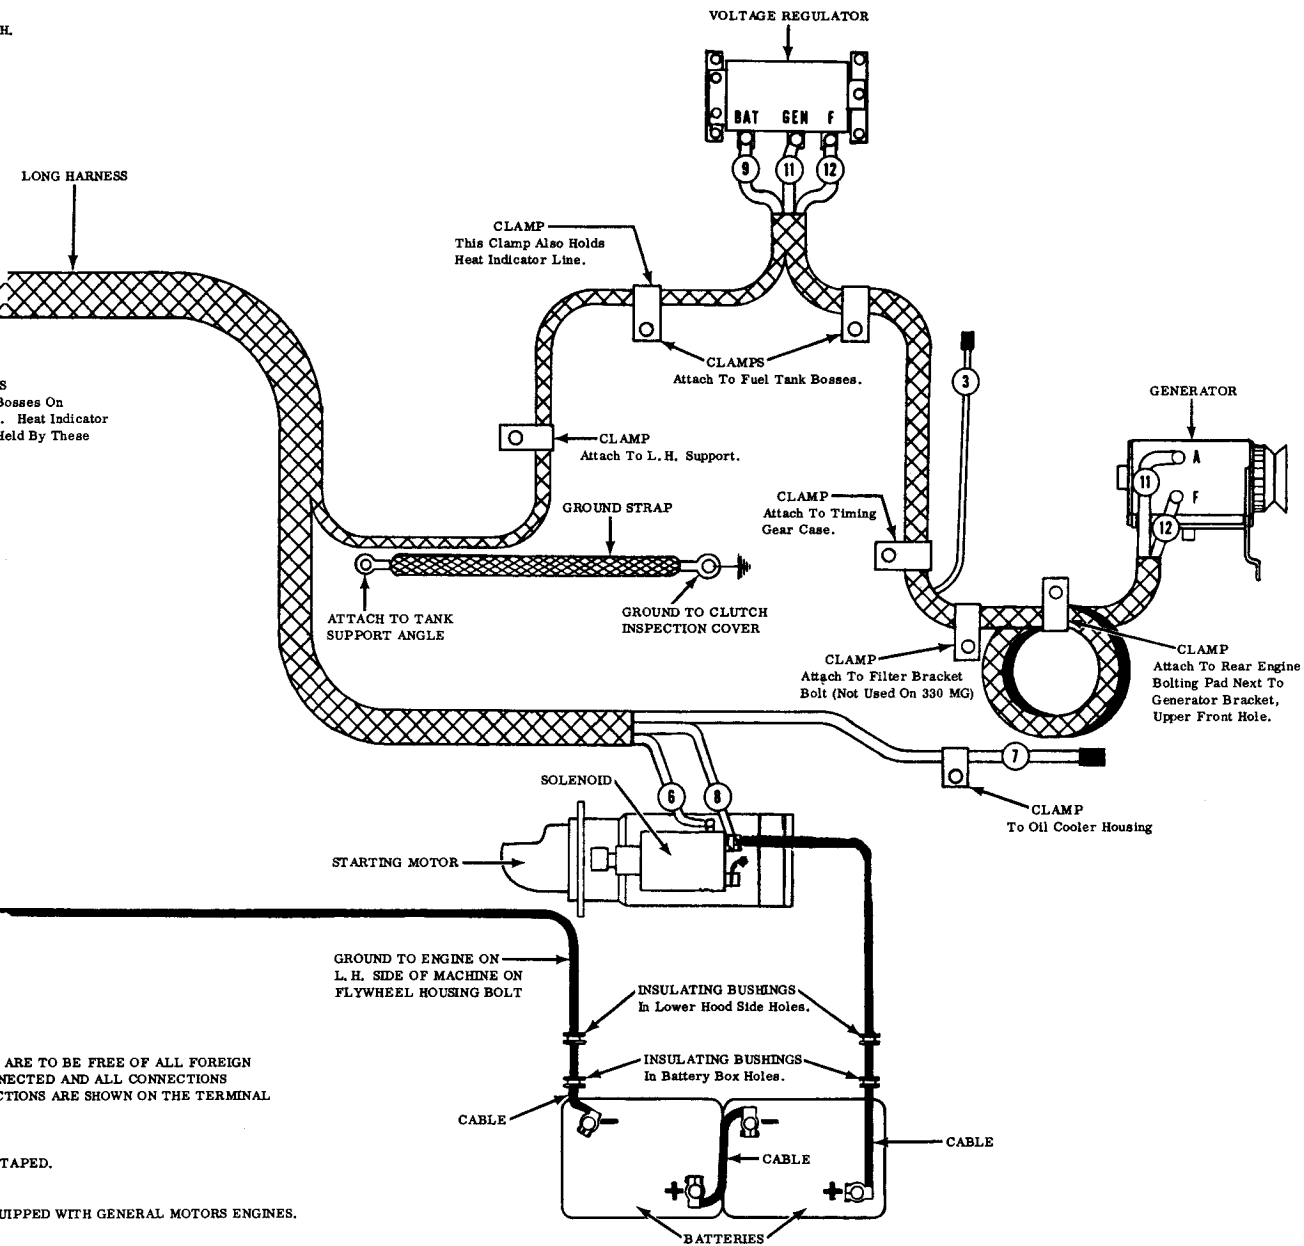 VOLTAGE REGULATOR
H.
BAT GEN F
9 11 12
LONG HARNESS
CLAMP
This Clamp Also Holds
Heat Indicator Line.
CLAMPS
Attach To Fuel Tank Bosses.
3
S
Bosses On
. Heat Indicator
Held By These
GENERATOR
A
11
F
12
CLAMP
Attach To L.H. Support.
CLAMP
Attach To Timing
Gear Case.
GROUND STRAP
ATTACH TO TANK
SUPPORT ANGLE
GROUND TO CLUTCH
INSPECTION COVER
CLAMP
Attach To Filter Bracket
Bolt (Not Used On 330 MG)
CLAMP
Attach To Rear Engine
Bolting Pad Next To
Generator Bracket,
Upper Front Hole.
7
CLAMP
To Oil Cooler Housing
SOLENOID
6 8
STARTING MOTOR
GROUND TO ENGINE ON
L.H. SIDE OF MACHINE ON
FLYWHEEL HOUSING BOLT
INSULATING BUSHINGS
In Lower Hood Side Holes.
INSULATING BUSHINGS
In Battery Box Holes.
ARE TO BE FREE OF ALL FOREIGN
NECTED AND ALL CONNECTIONS
CTIONS ARE SHOWN ON THE TERMINAL
CABLE
- -
CABLE
CABLE
+ +
TAPED.
UIPPED WITH GENERAL MOTORS ENGINES.
BATTERIES